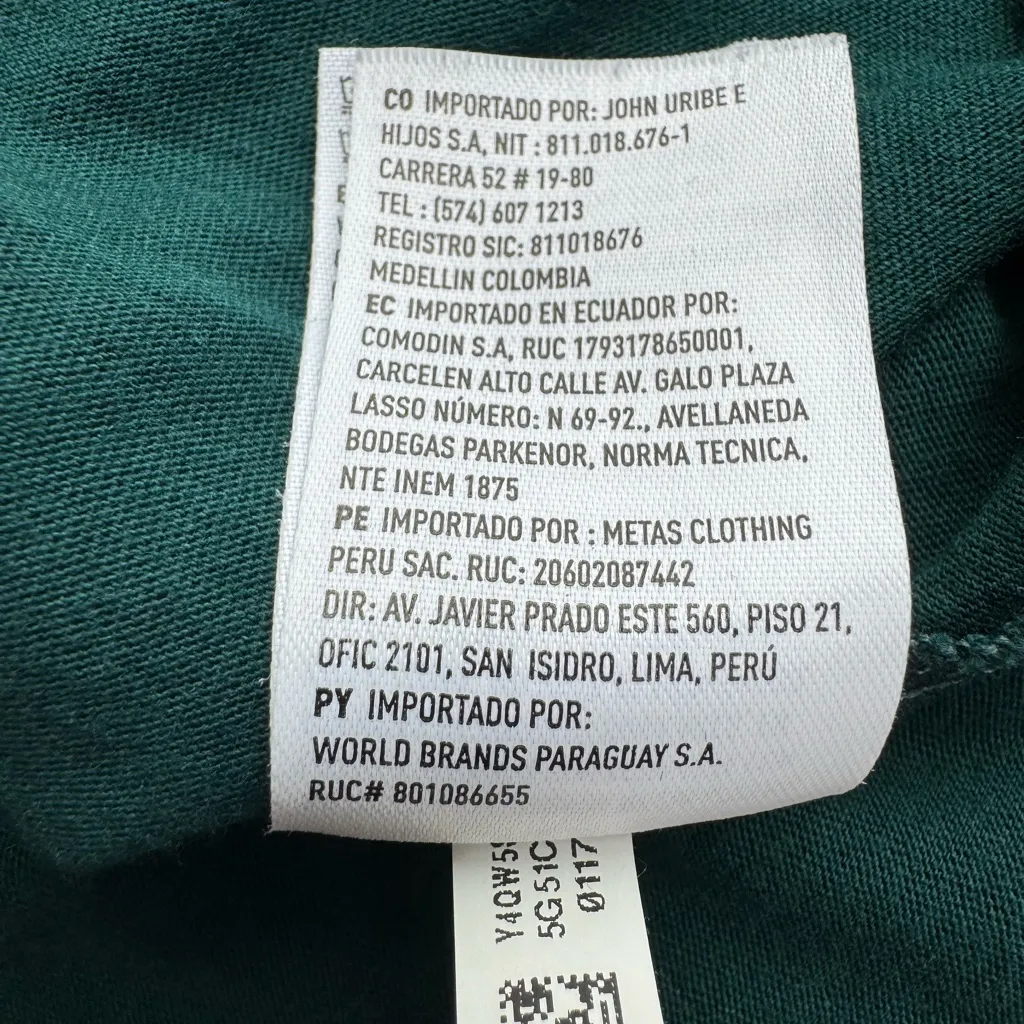 CO IMPORTADO POR: JOHN URIBE E
HIJOS S.A, NIT : 811.018.676-1
CARRERA 52 # 19-80
TEL : (574) 607 1213
REGISTRO SIC: 811018676
MEDELLIN COLOMBIA
EC IMPORTADO EN ECUADOR POR:
COMODIN S.A, RUC 1793178650001,
CARCELEN ALTO CALLE AV. GALO PLAZA
LASSO NÚMERO: N 69-92., AVELLANEDA
BODEGAS PARKENOR, NORMA TECNICA,
NTE INEM 1875
PE IMPORTADO POR : METAS CLOTHING
PERU SAC. RUC: 20602087442
DIR: AV. JAVIER PRADO ESTE 560, PISO 21,
OFIC 2101, SAN ISIDRO, LIMA, PERÚ
PY IMPORTADO POR:
WORLD BRANDS PARAGUAY S.A.
RUC# 801086655
5G51C
0117